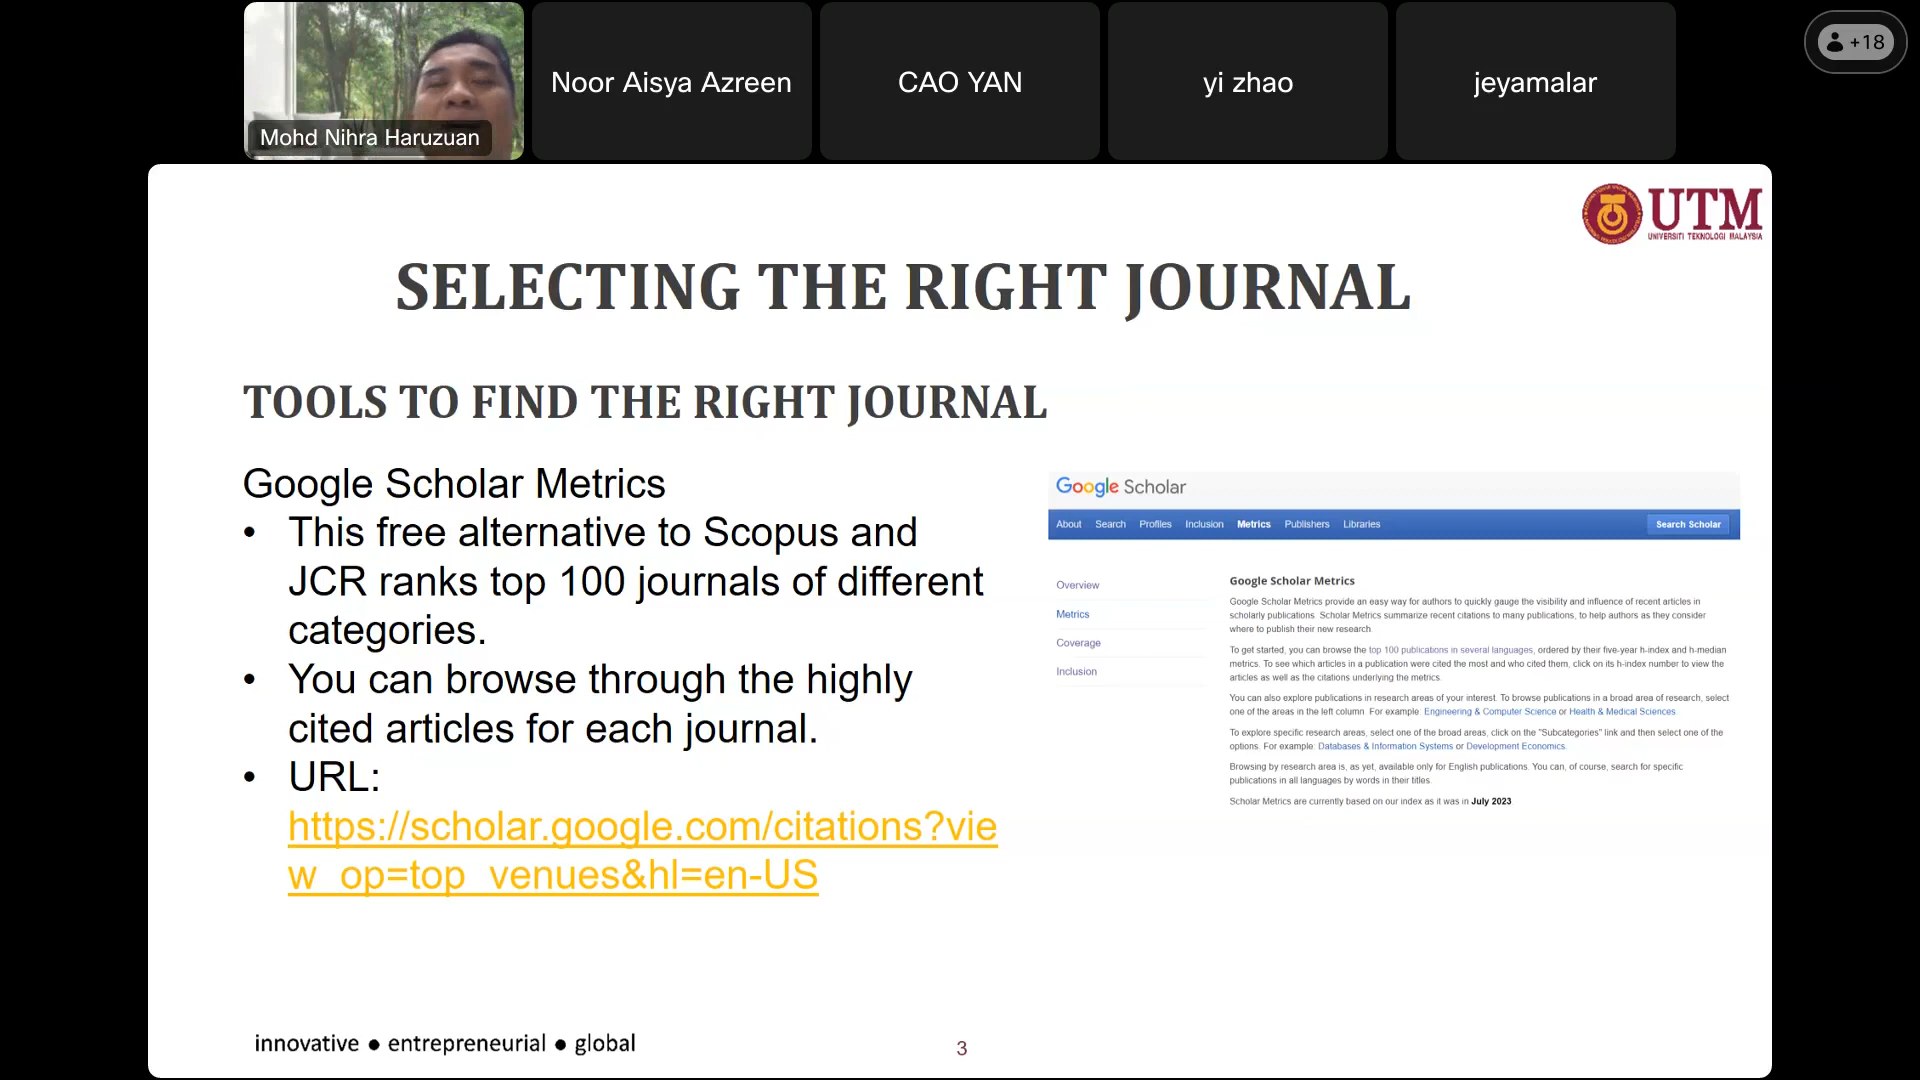 Mohd Nihra Haruzuan
Noor Aisya Azreen
CAO YAN
yi zhao
jeyamalar
+18
UTM
UNIVERSITI TEKNOLOGI MALAYSIA
SELECTING THE RIGHT JOURNAL
TOOLS TO FIND THE RIGHT JOURNAL
Google Scholar Metrics
• This free alternative to Scopus and
JCR ranks top 100 journals of different
categories.
• You can browse through the highly
cited articles for each journal.
• URL:
https://scholar.google.com/citations?vie
w_op=top_venues&hl=en-US
Google Scholar
About Search Profiles Inclusion Metrics Publishers Libraries Search Scholar
Overview
Metrics
Coverage
Inclusion
Google Scholar Metrics
Google Scholar Metrics provide an easy way for authors to quickly gauge the visibility and influence of recent articles in
scholarly publications. Scholar Metrics summarize recent citations to many publications, to help authors as they consider
where to publish their new research.
To get started, you can browse the top 100 publications in several languages, ordered by their five-year h-index and h-median
metrics. To see which articles in a publication were cited the most and who cited them, click on its h-index number to view the
articles as well as the citations underlying the metrics.
You can also explore publications in research areas of your interest. To browse publications in a broad area of research, select
one of the areas in the left column. For example: Engineering & Computer Science or Health & Medical Sciences.
To explore specific research areas, select one of the broad areas, click on the "Subcategories" link and then select one of the
options. For example: Databases & Information Systems or Development Economics.
Browsing by research area is, as yet, available only for English publications. You can, of course, search for specific
publications in all languages by words in their titles.
Scholar Metrics are currently based on our index as it was in July 2023.
innovative ● entrepreneurial ● global
3